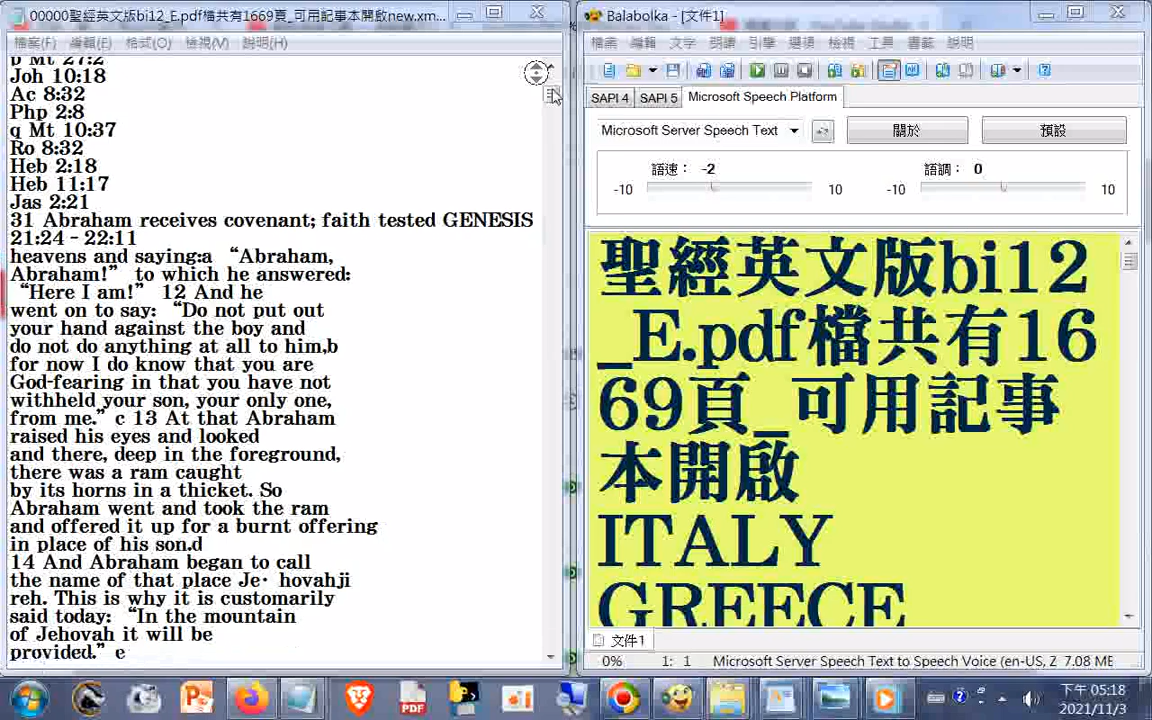 00000聖經英文版bi12_E.pdf檔共有1669頁_可用記事本開啟new.xm...
檔案(F) 編輯(E) 格式(O) 檢視(V) 說明(H)
p Mt 27:2
Joh 10:18
Ac 8:32
Php 2:8
q Mt 10:37
Ro 8:32
Heb 2:18
Heb 11:17
Jas 2:21
31 Abraham receives covenant; faith tested GENESIS
21:24 – 22:11
heavens and saying:a “Abraham,
Abraham!” to which he answered:
“Here I am!” 12 And he
went on to say: “Do not put out
your hand against the boy and
do not do anything at all to him,b
for now I do know that you are
God-fearing in that you have not
withheld your son, your only one,
from me.” c 13 At that Abraham
raised his eyes and looked
and there, deep in the foreground,
there was a ram caught
by its horns in a thicket. So
Abraham went and took the ram
and offered it up for a burnt offering
in place of his son.d
14 And Abraham began to call
the name of that place Je· hovahji
reh. This is why it is customarily
said today: “In the mountain
of Jehovah it will be
provided.” e
Balabolka - [文件1]
檔案 編輯 文字 朗讀 引擎 選項 檢視 工具 書籤 說明
SAPI 4 SAPI 5 Microsoft Speech Platform
Microsoft Server Speech Text 關於 預設
語速： -2 語調： 0
-10 10 -10 10
聖經英文版bi12
_E.pdf檔共有16
69頁_可用記事
本開啟
ITALY
GREECE
文件1
0% 1: 1 Microsoft Server Speech Text to Speech Voice (en-US, Z 7.08 ME
PDF
下午 05:18
2021/11/3